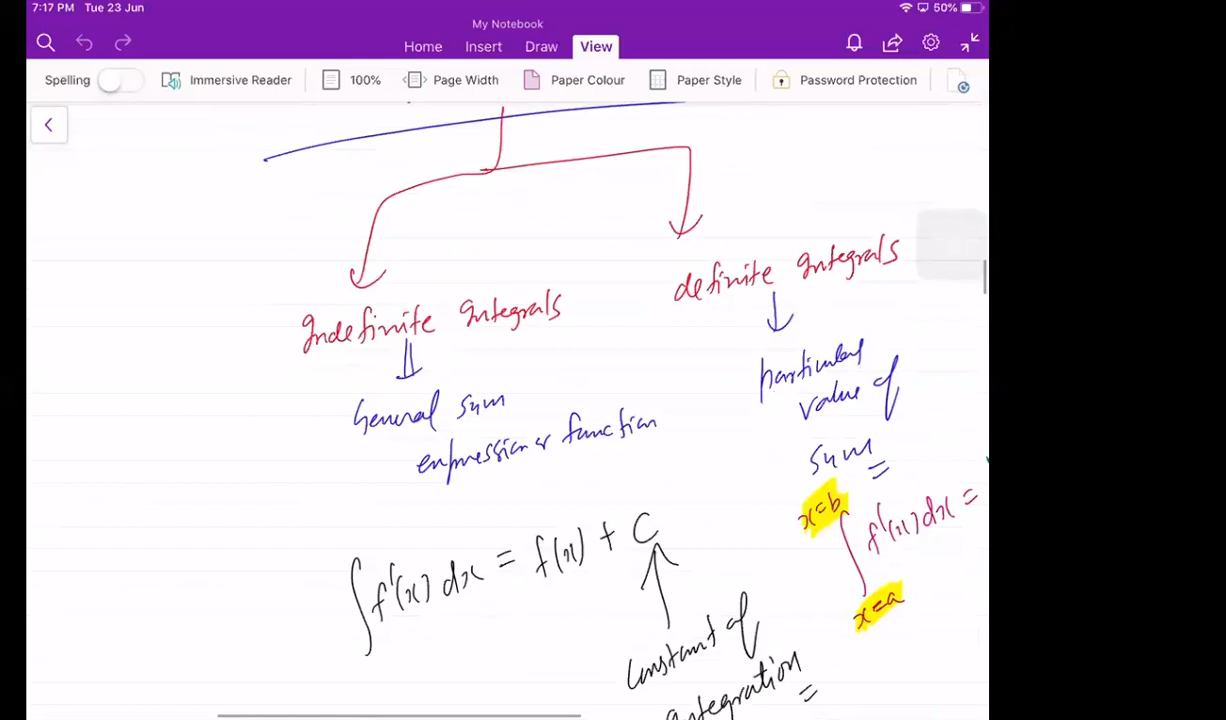 7:17 PM Tue 23 Jun
50%
My Notebook
Home Insert Draw View
Spelling Immersive Reader 100% Page Width Paper Colour Paper Style Password Protection
Indefinite Integrals
definite Integrals
General sum
expression or function
particular
value of
sum
∫f'(x) dx = f(x) + C
constant of
integration
x=b
∫f'(x) dx =
x=a